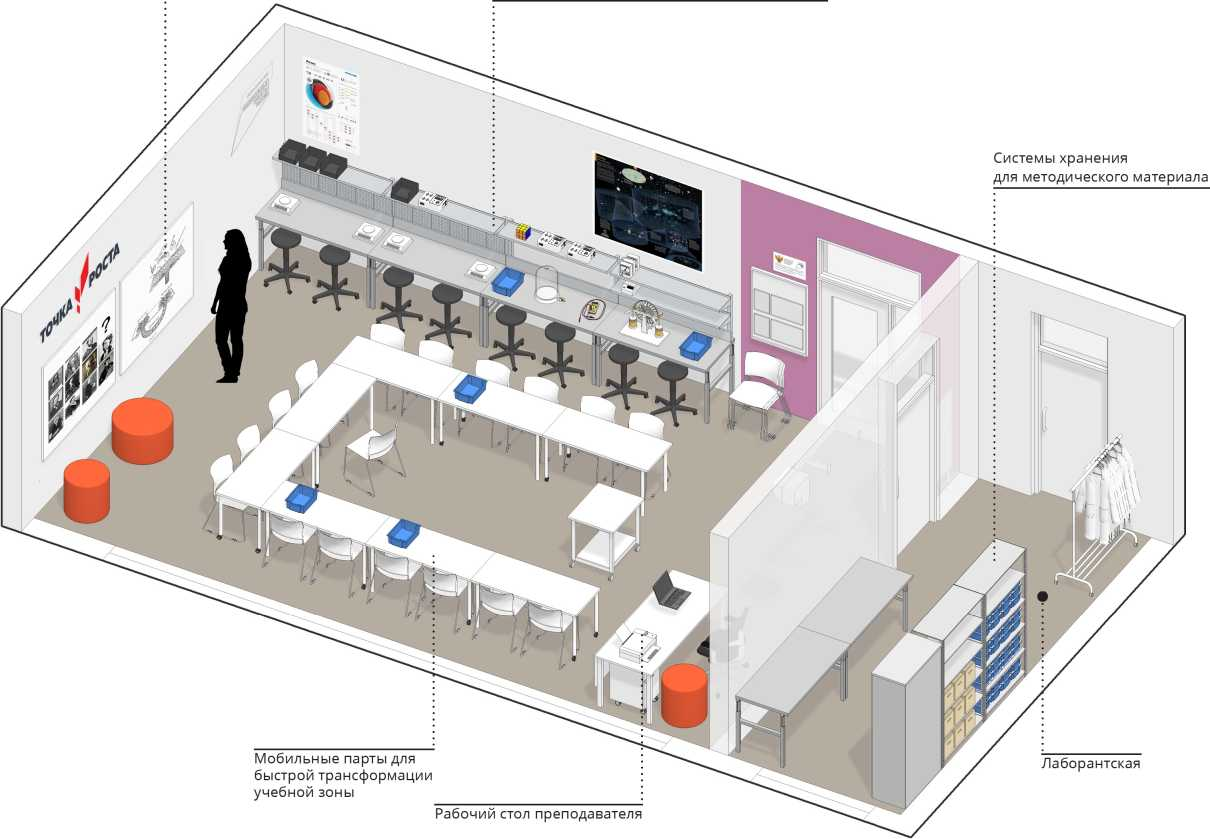 Системы хранения
для методического материала
ТОЧКА РОСТА
?
Мобильные парты для
быстрой трансформации
учебной зоны
Рабочий стол преподавателя
Лаборантская